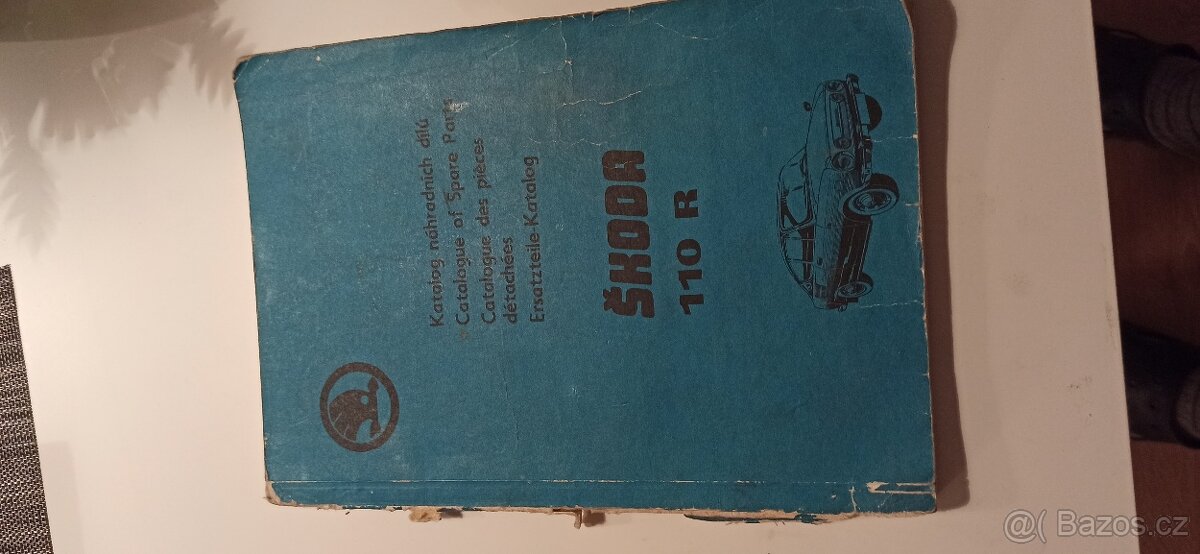 Katalog náhradních dílů
Catalogue of Spare Parts
Catalogue des pièces
détachées
Ersatzteile-Katalog
ŠKODA
110 R
@( Bazos.cz